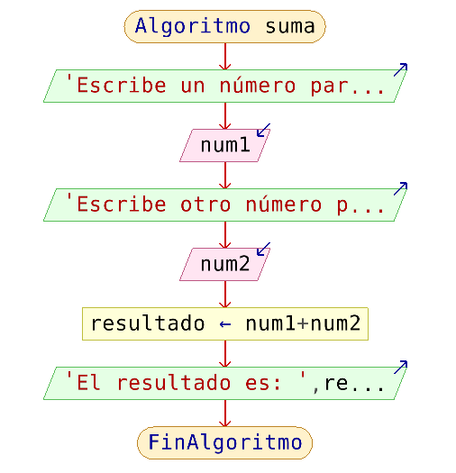 Algoritmo suma
'Escribe un número par...
num1
'Escribe otro número p...
num2
resultado ← num1+num2
'El resultado es: ',re...
FinAlgoritmo